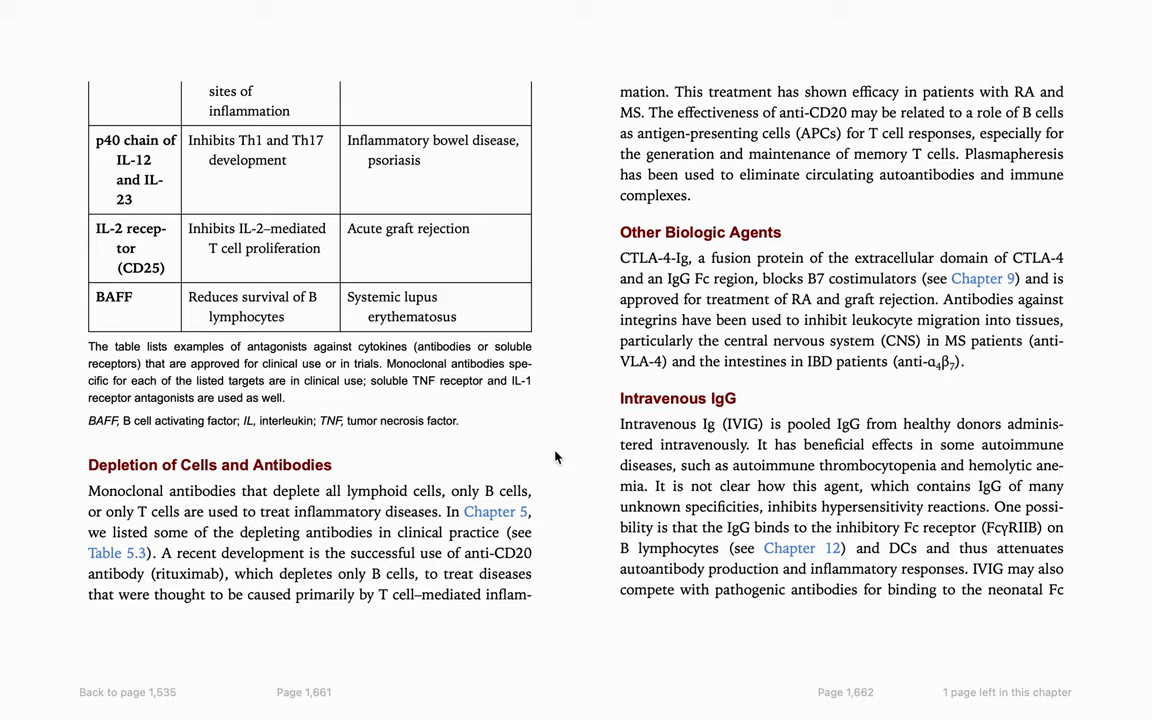 sites of
inflammation
p40 chain of
IL-12
and IL-
23
Inhibits Th1 and Th17
development
Inflammatory bowel disease,
psoriasis
IL-2 recep-
tor
(CD25)
Inhibits IL-2–mediated
T cell proliferation
Acute graft rejection
BAFF
Reduces survival of B
lymphocytes
Systemic lupus
erythematosus
The table lists examples of antagonists against cytokines (antibodies or soluble
receptors) that are approved for clinical use or in trials. Monoclonal antibodies spe-
cific for each of the listed targets are in clinical use; soluble TNF receptor and IL-1
receptor antagonists are used as well.
BAFF, B cell activating factor; IL, interleukin; TNF, tumor necrosis factor.
Depletion of Cells and Antibodies
Monoclonal antibodies that deplete all lymphoid cells, only B cells,
or only T cells are used to treat inflammatory diseases. In Chapter 5,
we listed some of the depleting antibodies in clinical practice (see
Table 5.3). A recent development is the successful use of anti-CD20
antibody (rituximab), which depletes only B cells, to treat diseases
that were thought to be caused primarily by T cell–mediated inflam-
mation. This treatment has shown efficacy in patients with RA and
MS. The effectiveness of anti-CD20 may be related to a role of B cells
as antigen-presenting cells (APCs) for T cell responses, especially for
the generation and maintenance of memory T cells. Plasmapheresis
has been used to eliminate circulating autoantibodies and immune
complexes.
Other Biologic Agents
CTLA-4-Ig, a fusion protein of the extracellular domain of CTLA-4
and an IgG Fc region, blocks B7 costimulators (see Chapter 9) and is
approved for treatment of RA and graft rejection. Antibodies against
integrins have been used to inhibit leukocyte migration into tissues,
particularly the central nervous system (CNS) in MS patients (anti-
VLA-4) and the intestines in IBD patients (anti-α₄β₇).
Intravenous IgG
Intravenous Ig (IVIG) is pooled IgG from healthy donors adminis-
tered intravenously. It has beneficial effects in some autoimmune
diseases, such as autoimmune thrombocytopenia and hemolytic ane-
mia. It is not clear how this agent, which contains IgG of many
unknown specificities, inhibits hypersensitivity reactions. One possi-
bility is that the IgG binds to the inhibitory Fc receptor (FcγRIIB) on
B lymphocytes (see Chapter 12) and DCs and thus attenuates
autoantibody production and inflammatory responses. IVIG may also
compete with pathogenic antibodies for binding to the neonatal Fc
Back to page 1,535
Page 1,661
Page 1,662
1 page left in this chapter